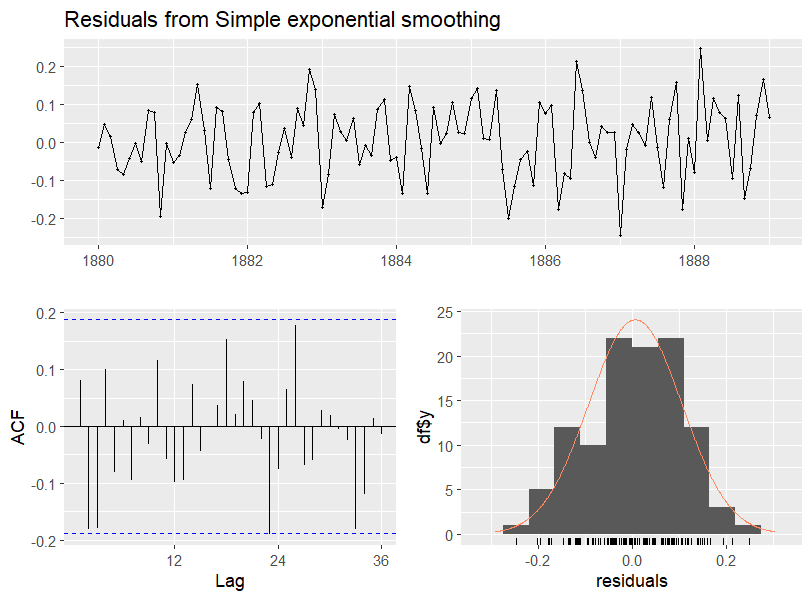 Residuals from Simple exponential smoothing
0.2
0.1
0.0
-0.1
-0.2
1880 1882 1884 1886 1888
ACF
0.2
0.1
0.0
-0.1
-0.2
12 24 36
Lag
df$y
25
20
15
10
5
0
-0.2 0.0 0.2
residuals